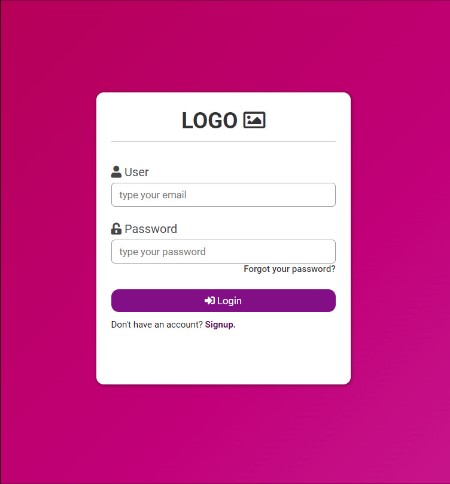 LOGO
User
type your email
Password
type your password
Forgot your password?
Login
Don't have an account? Signup.